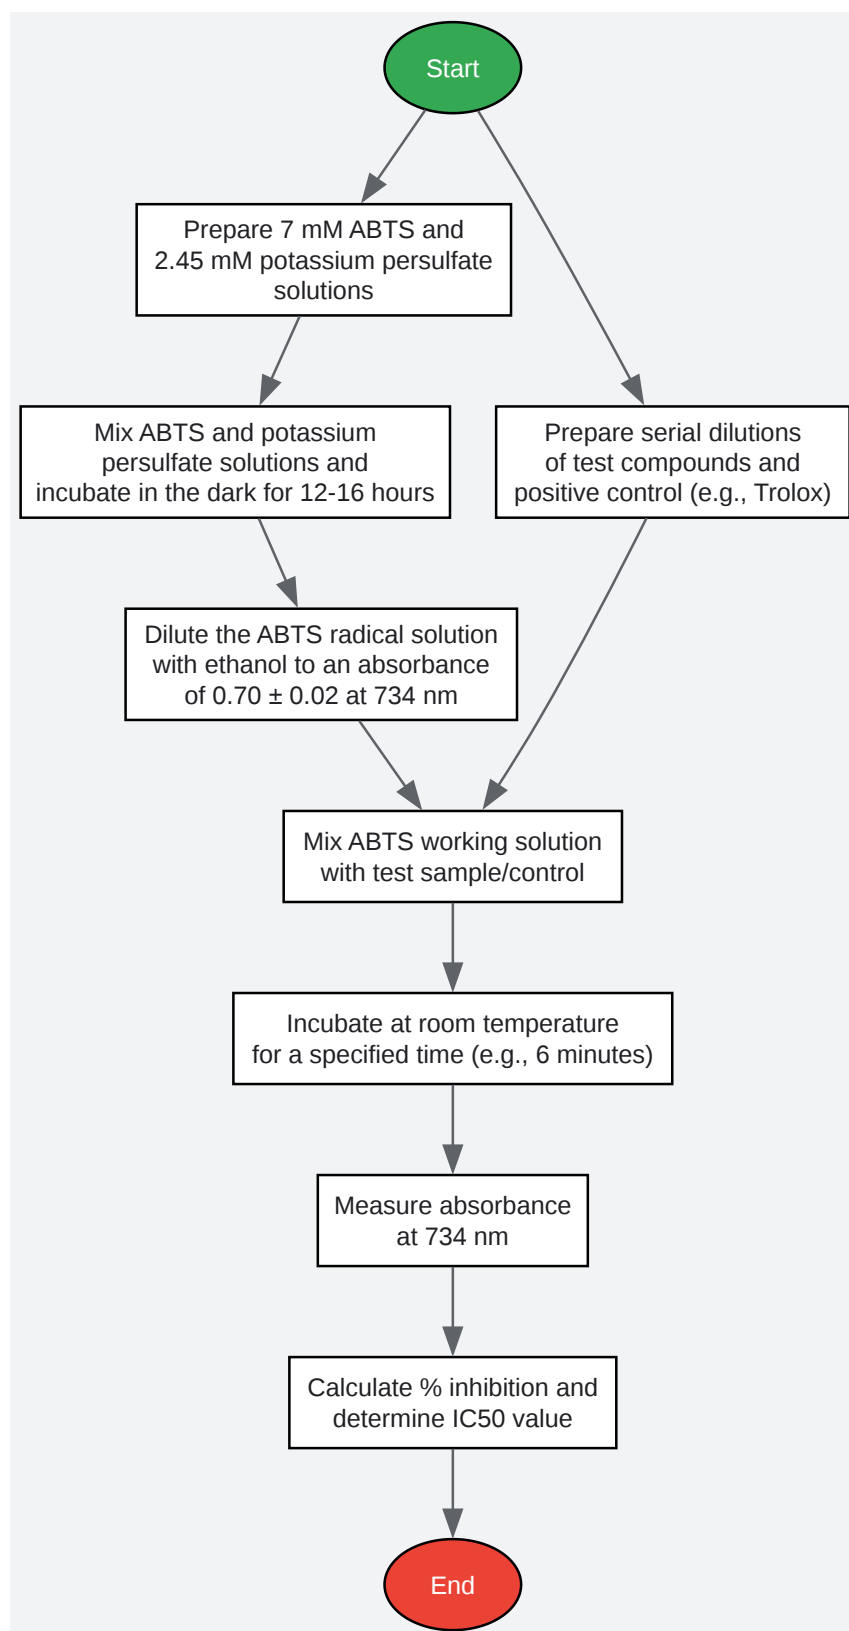 Start
Prepare 7 mM ABTS and
2.45 mM potassium persulfate
solutions
Mix ABTS and potassium
persulfate solutions and
incubate in the dark for 12-16 hours
Prepare serial dilutions
of test compounds and
positive control (e.g., Trolox)
Dilute the ABTS radical solution
with ethanol to an absorbance
of 0.70 ± 0.02 at 734 nm
Mix ABTS working solution
with test sample/control
Incubate at room temperature
for a specified time (e.g., 6 minutes)
Measure absorbance
at 734 nm
Calculate % inhibition and
determine IC50 value
End